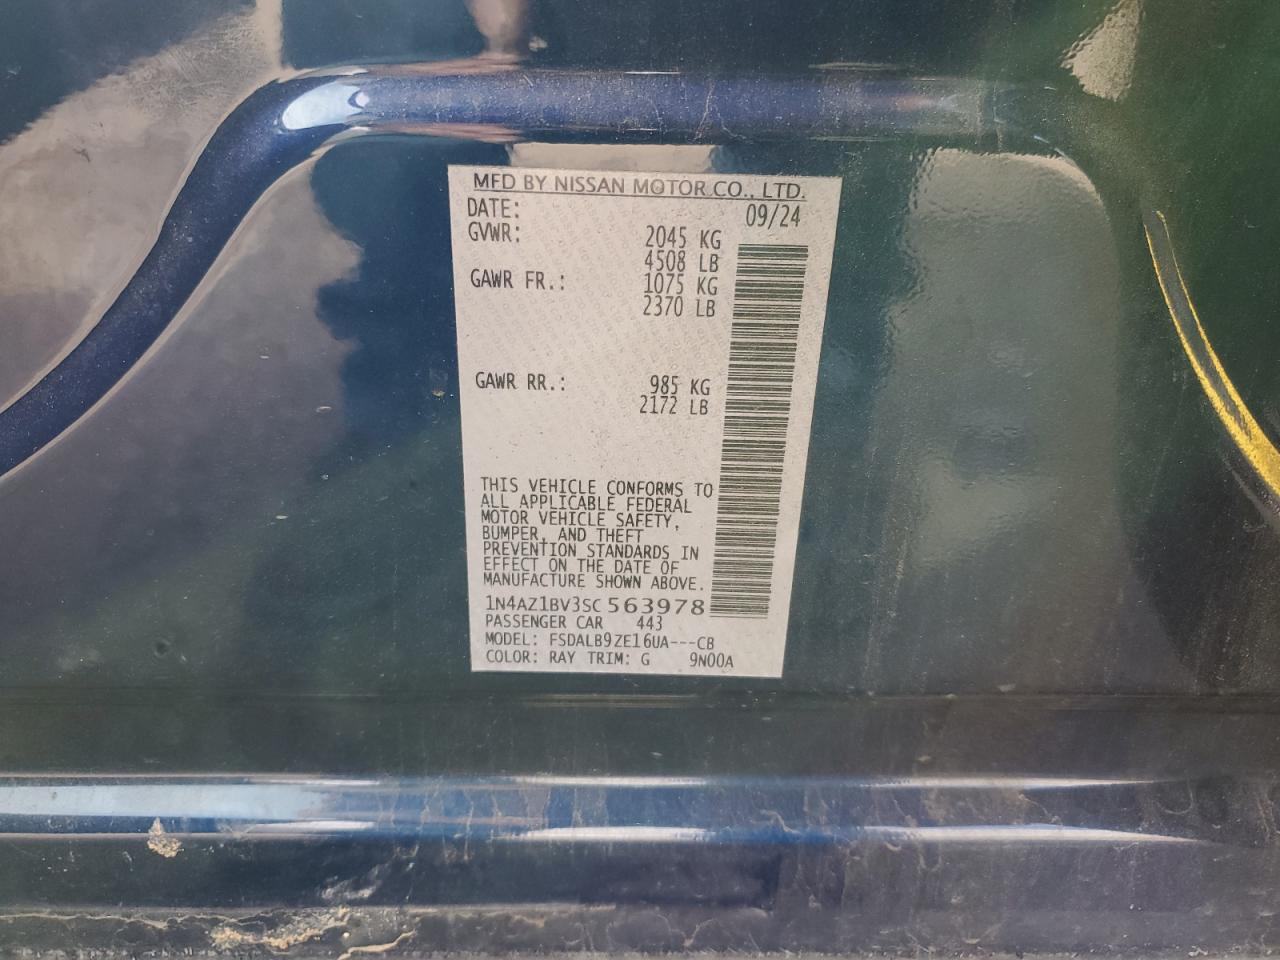 MFD BY NISSAN MOTOR CO., LTD.
DATE: 09/24
GVWR: 2045 KG
4508 LB
GAWR FR.: 1075 KG
2370 LB
GAWR RR.: 985 KG
2172 LB
THIS VEHICLE CONFORMS TO
ALL APPLICABLE FEDERAL
MOTOR VEHICLE SAFETY,
BUMPER, AND THEFT
PREVENTION STANDARDS IN
EFFECT ON THE DATE OF
MANUFACTURE SHOWN ABOVE.
1N4AZ1BV3SC563978
PASSENGER CAR 443
MODEL: FSDALB9ZE16UA---CB
COLOR: RAY TRIM: G 9N00A